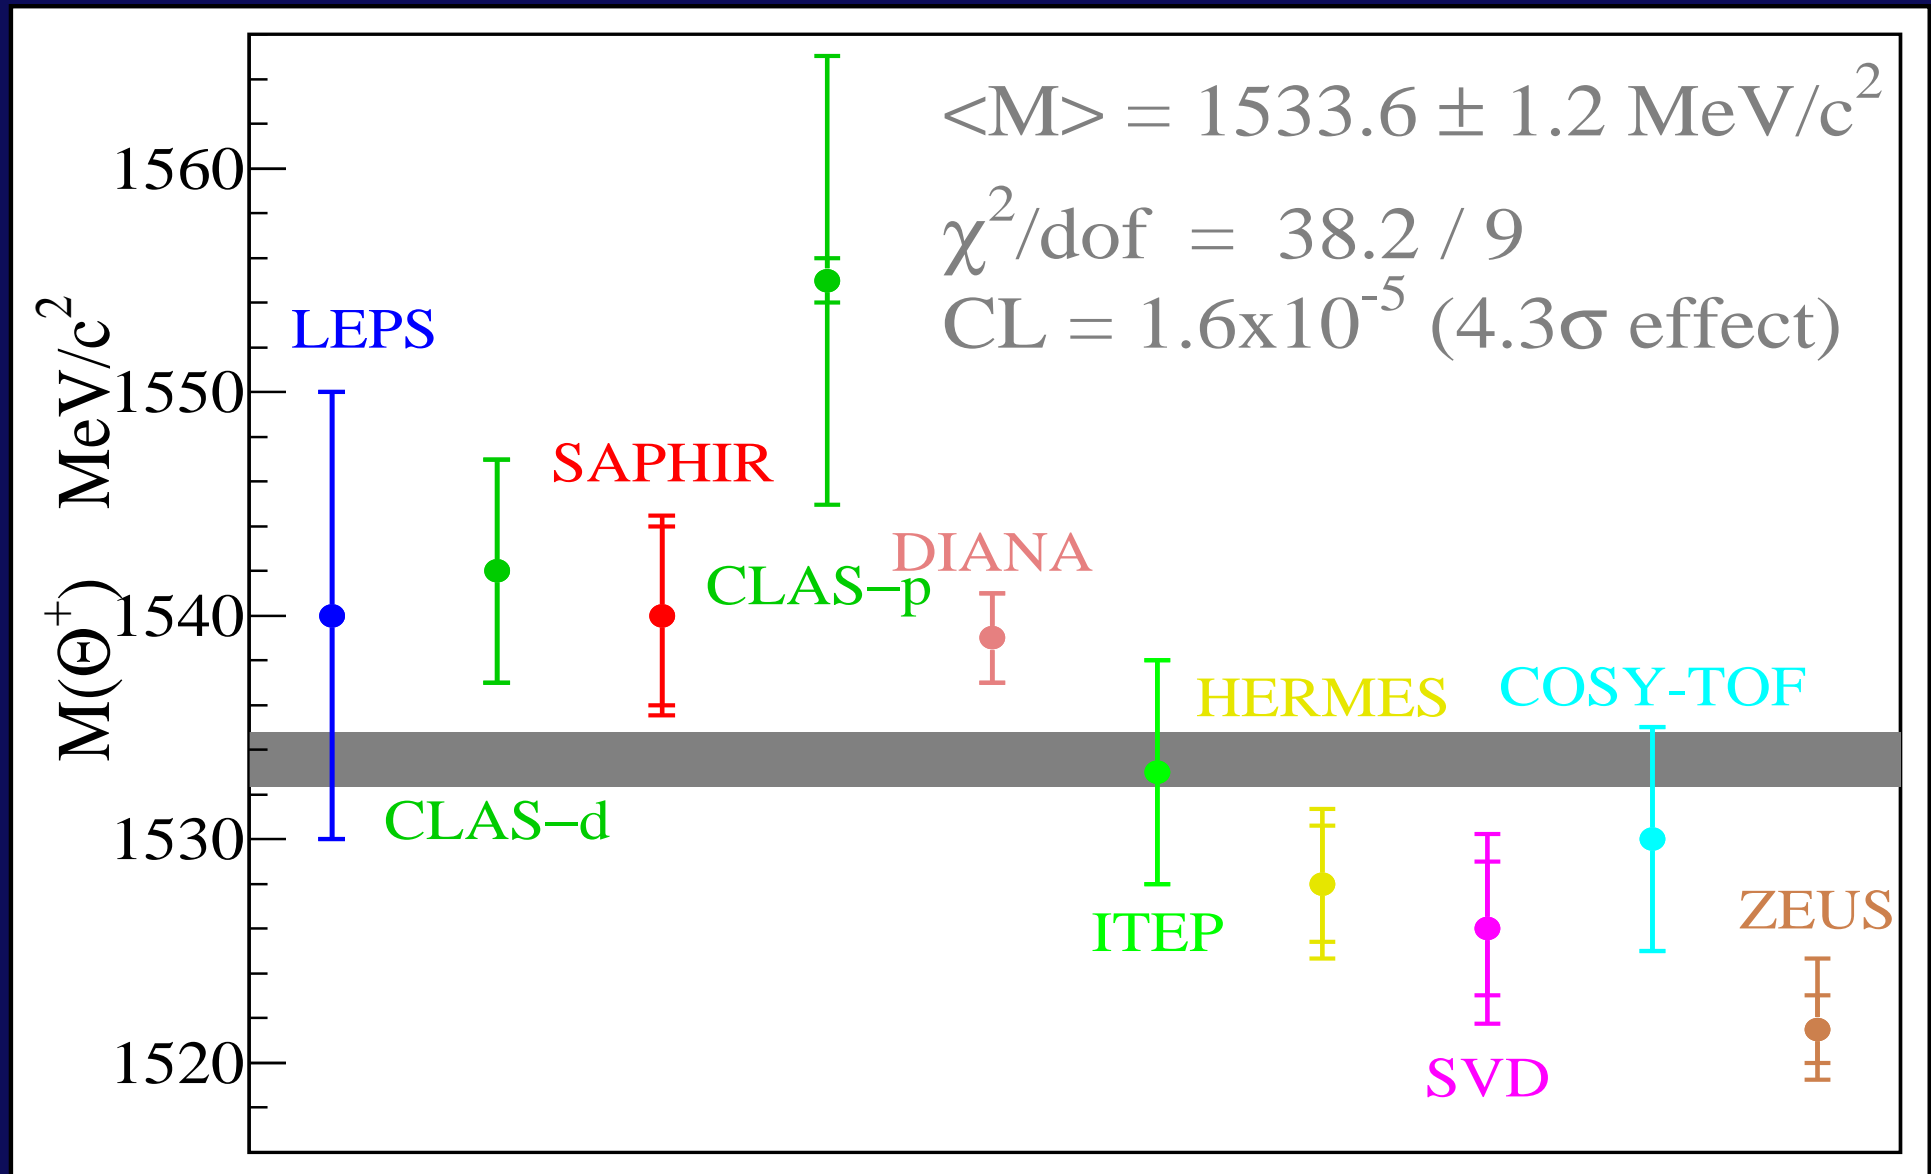 <M> = 1533.6 ± 1.2 MeV/c²
χ²/dof = 38.2 / 9
CL = 1.6x10⁻⁵ (4.3σ effect)
M(Θ⁺) MeV/c²
1560
1550
1540
1530
1520
LEPS
CLAS–d
SAPHIR
CLAS–p
DIANA
ITEP
HERMES
SVD
COSY-TOF
ZEUS